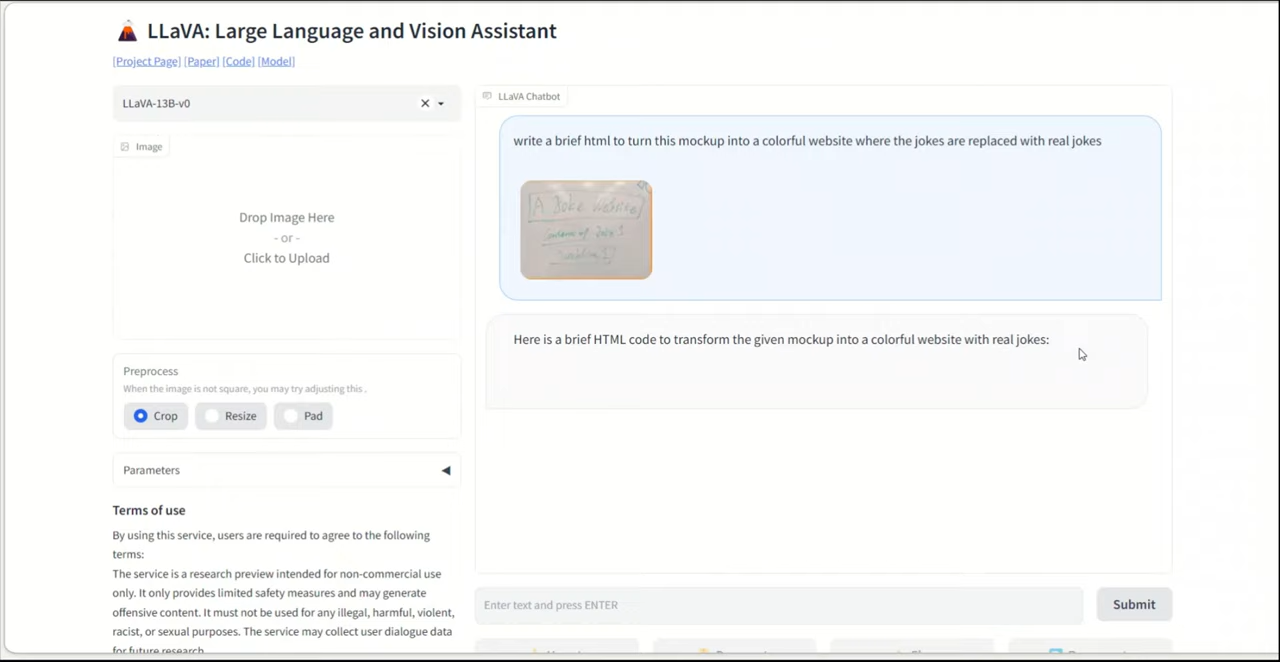 LLaVA: Large Language and Vision Assistant
[Project Page] [Paper] [Code] [Model]
LLaVA-13B-v0
Image
Drop Image Here
- or -
Click to Upload
Preprocess
When the image is not square, you may try adjusting this .
Crop Resize Pad
Parameters
Terms of use
By using this service, users are required to agree to the following
terms:
The service is a research preview intended for non-commercial use
only. It only provides limited safety measures and may generate
offensive content. It must not be used for any illegal, harmful, violent,
racist, or sexual purposes. The service may collect user dialogue data
for future research.
LLaVA Chatbot
write a brief html to turn this mockup into a colorful website where the jokes are replaced with real jokes
A Joke website
Here is a brief HTML code to transform the given mockup into a colorful website with real jokes:
Enter text and press ENTER
Submit